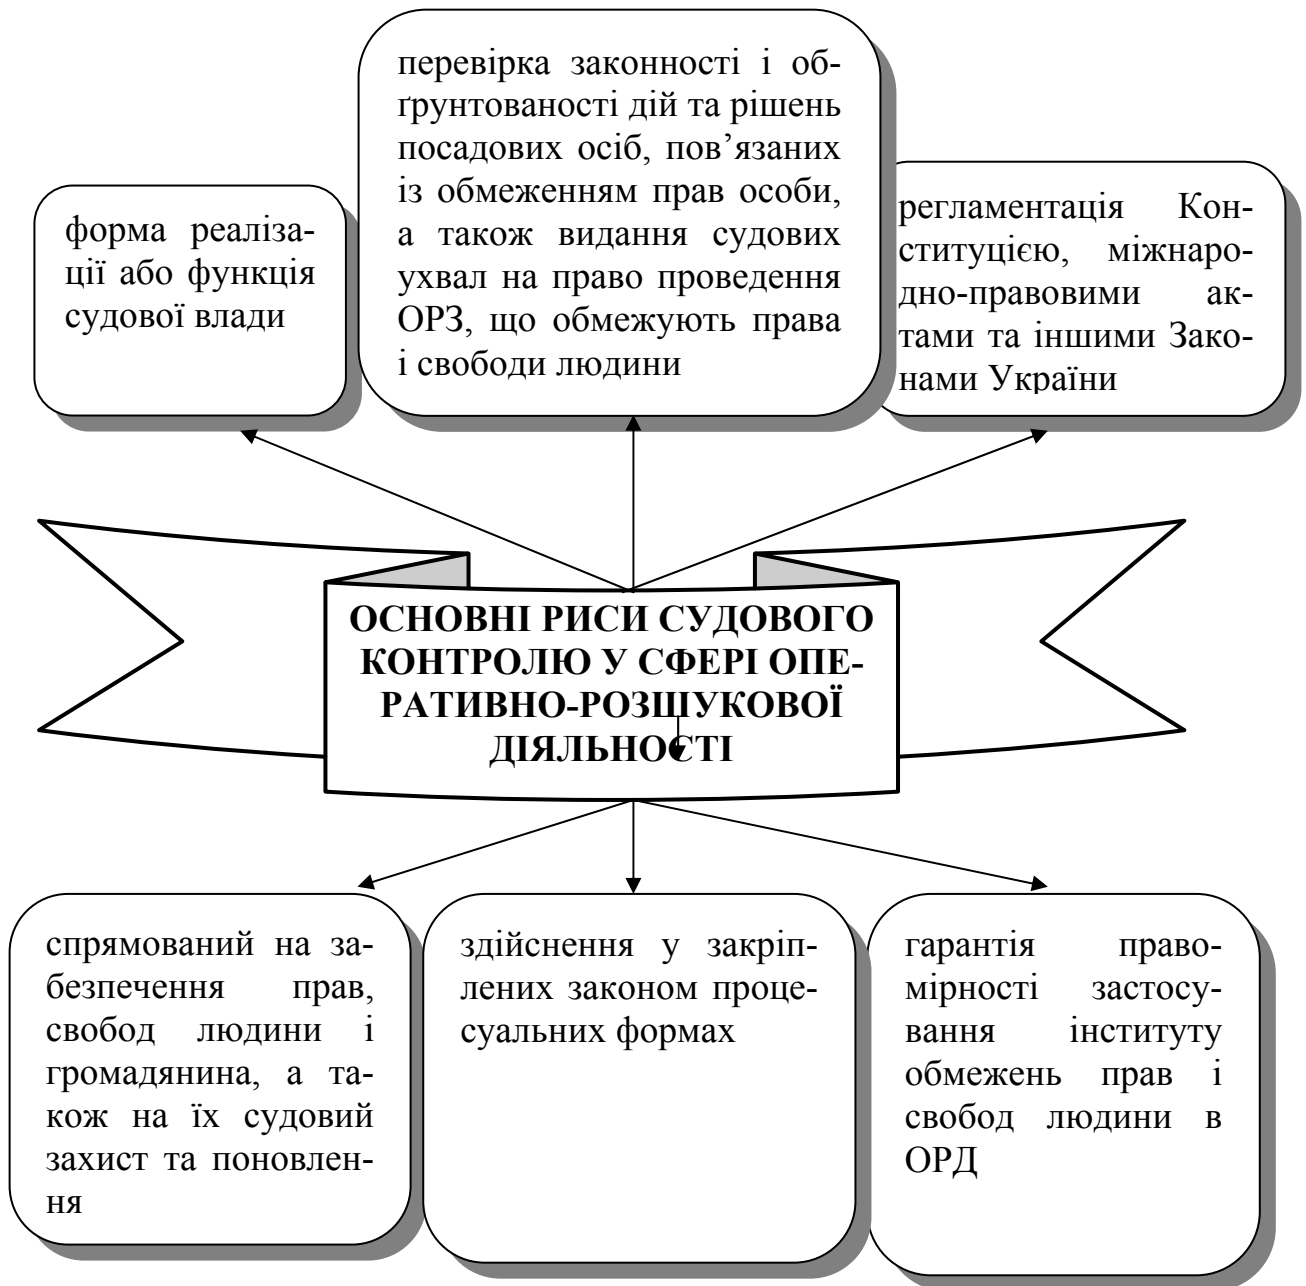 форма реаліза-
ції або функція
судової влади
перевірка законності і об-
ґрунтованості дій та рішень
посадових осіб, пов’язаних
із обмеженням прав особи,
а також видання судових
ухвал на право проведення
ОРЗ, що обмежують права
і свободи людини
регламентація Кон-
ституцією, міжнаро-
дно-правовими ак-
тами та іншими Зако-
нами України
ОСНОВНІ РИСИ СУДОВОГО
КОНТРОЛЮ У СФЕРІ ОПЕ-
РАТИВНО-РОЗШУКОВОЇ
ДІЯЛЬНОСТІ
спрямований на за-
безпечення прав,
свобод людини і
громадянина, а та-
кож на їх судовий
захист та поновлен-
ня
здійснення у закріп-
лених законом проце-
суальних формах
гарантія право-
мірності застосу-
вання інституту
обмежень прав і
свобод людини в
ОРД